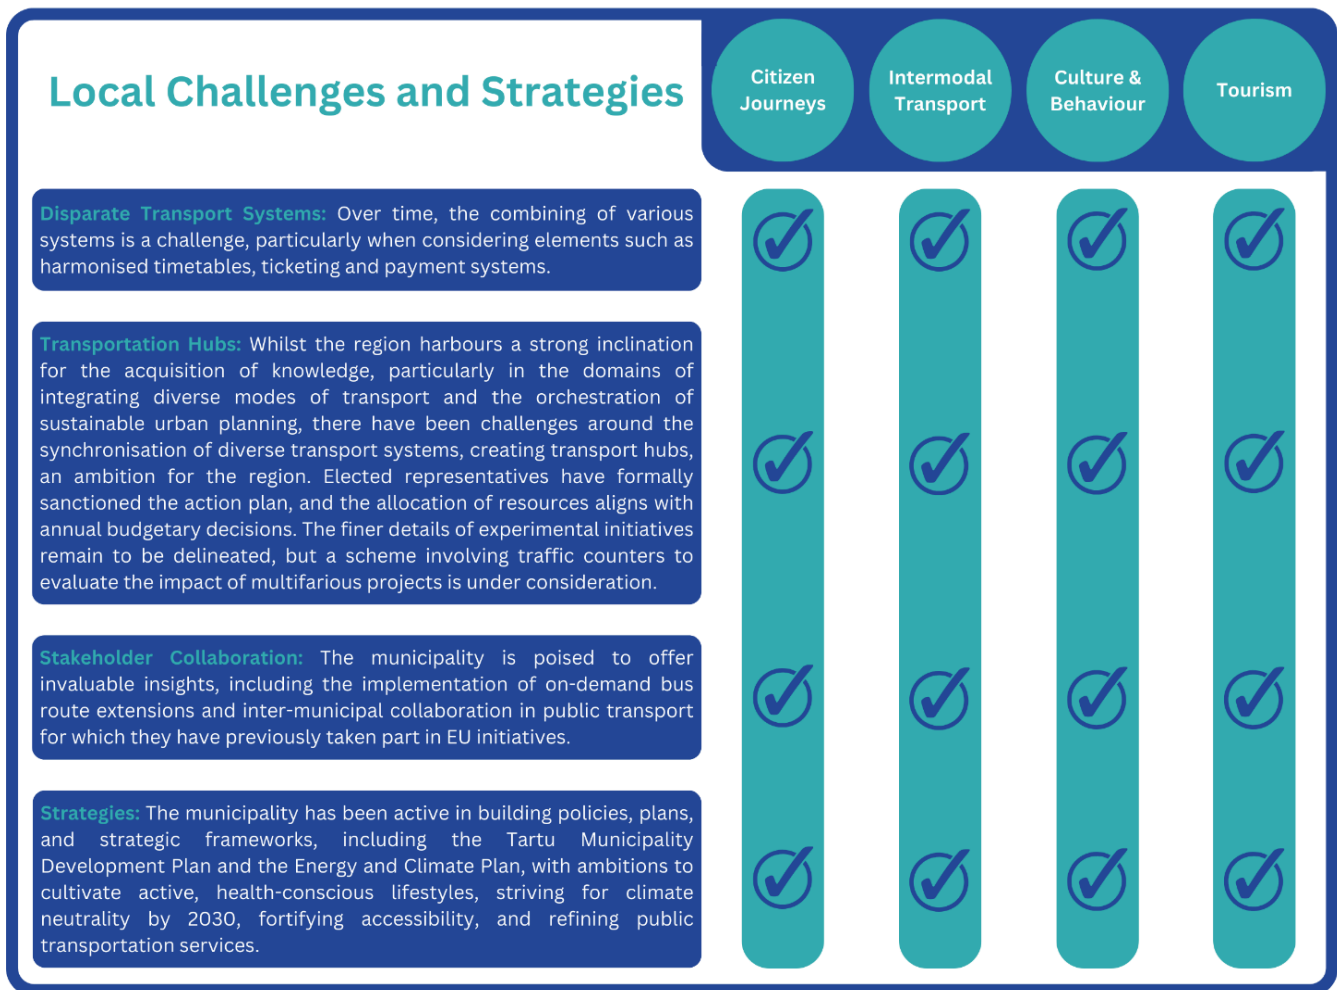 Local Challenges and Strategies
Citizen
Journeys
Intermodal
Transport
Culture &
Behaviour
Tourism
Disparate Transport Systems: Over time, the combining of various
systems is a challenge, particularly when considering elements such as
harmonised timetables, ticketing and payment systems.
Transportation Hubs: Whilst the region harbours a strong inclination
for the acquisition of knowledge, particularly in the domains of
integrating diverse modes of transport and the orchestration of
sustainable urban planning, there have been challenges around the
synchronisation of diverse transport systems, creating transport hubs,
an ambition for the region. Elected representatives have formally
sanctioned the action plan, and the allocation of resources aligns with
annual budgetary decisions. The finer details of experimental initiatives
remain to be delineated, but a scheme involving traffic counters to
evaluate the impact of multifarious projects is under consideration.
Stakeholder Collaboration: The municipality is poised to offer
invaluable insights, including the implementation of on-demand bus
route extensions and inter-municipal collaboration in public transport
for which they have previously taken part in EU initiatives.
Strategies: The municipality has been active in building policies, plans,
and strategic frameworks, including the Tartu Municipality
Development Plan and the Energy and Climate Plan, with ambitions to
cultivate active, health-conscious lifestyles, striving for climate
neutrality by 2030, fortifying accessibility, and refining public
transportation services.